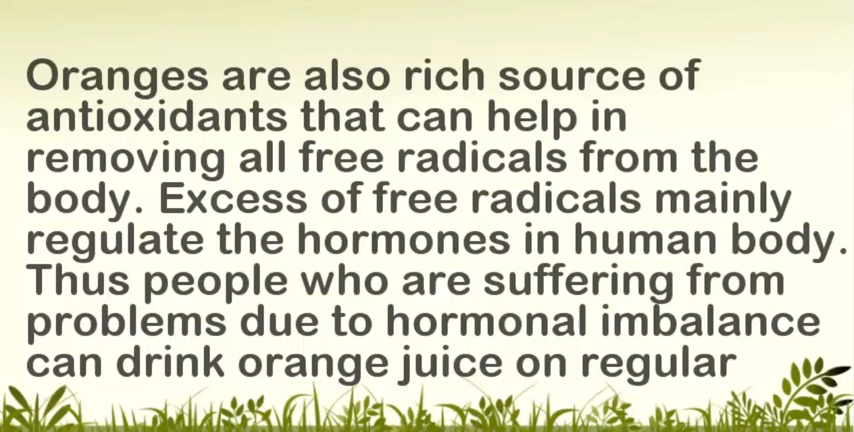 Oranges are also rich source of
antioxidants that can help in
removing all free radicals from the
body. Excess of free radicals mainly
regulate the hormones in human body.
Thus people who are suffering from
problems due to hormonal imbalance
can drink orange juice on regular